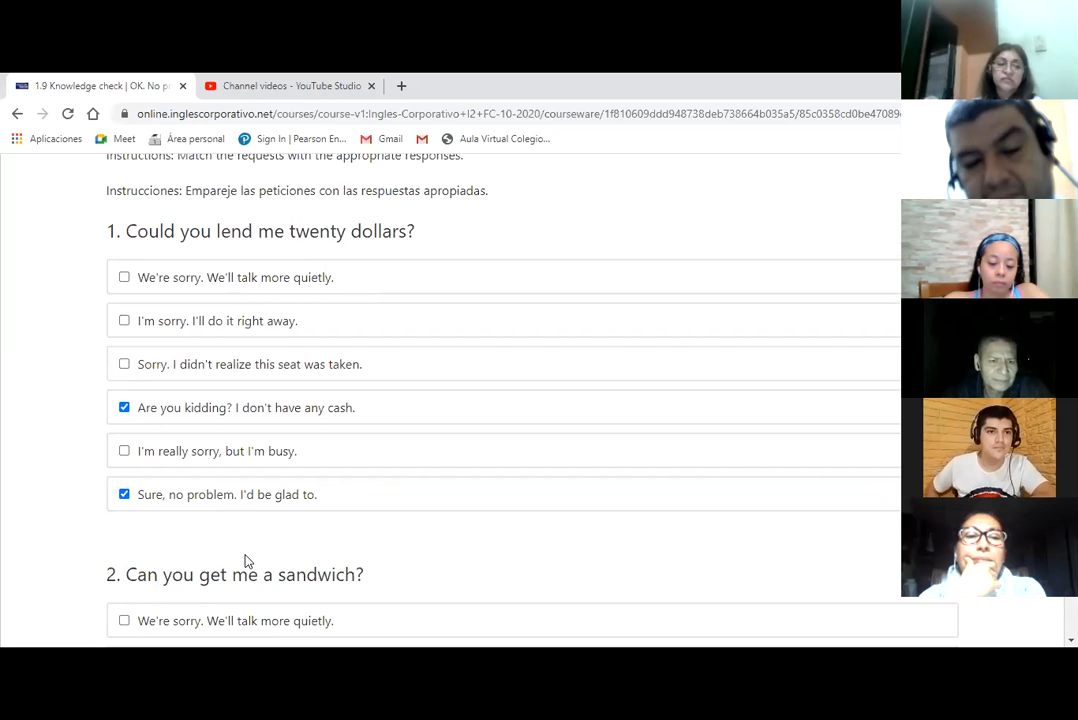 1.9 Knowledge check | OK. No pr
Channel videos - YouTube Studio
online.inglescorporativo.net/courses/course-v1:Ingles-Corporativo+I2+FC-10-2020/courseware/1f810609ddd948738deb738664b035a5/85c0358cd0be47089
Aplicaciones
Meet
Área personal
Sign In | Pearson En...
Gmail
Aula Virtual Colegio...
Instructions: Match the requests with the appropriate responses.
Instrucciones: Empareje las peticiones con las respuestas apropiadas.
1. Could you lend me twenty dollars?
We're sorry. We'll talk more quietly.
I'm sorry. I'll do it right away.
Sorry. I didn't realize this seat was taken.
Are you kidding? I don't have any cash.
I'm really sorry, but I'm busy.
Sure, no problem. I'd be glad to.
2. Can you get me a sandwich?
We're sorry. We'll talk more quietly.